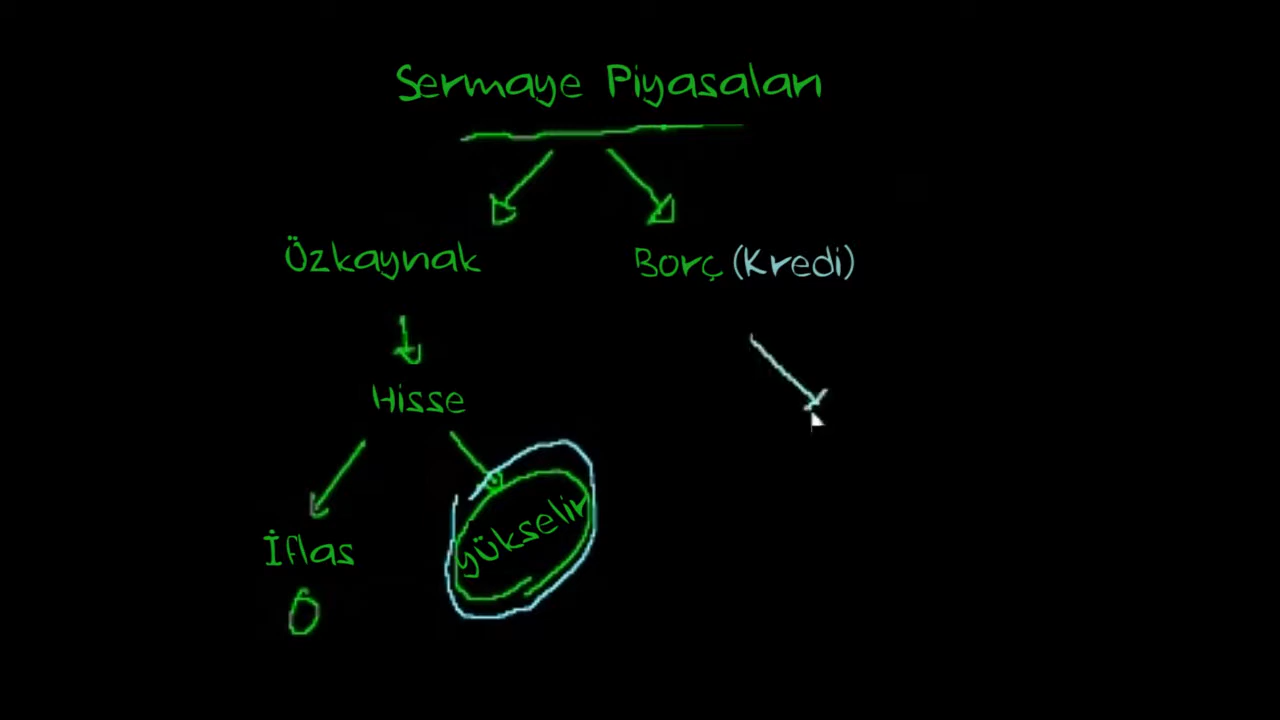 Sermaye Piyasaları
Özkaynak
Borç (Kredi)
Hisse
yükselir
İflas
0